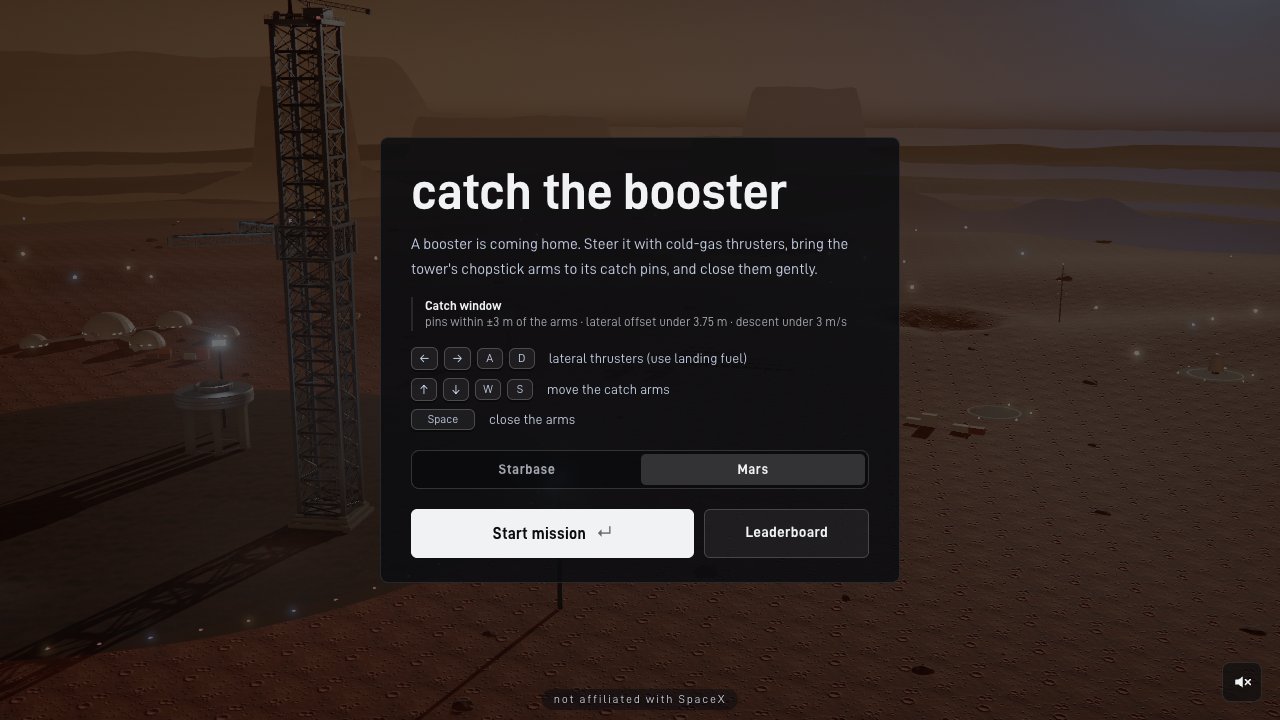 catch the booster
A booster is coming home. Steer it with cold-gas thrusters, bring the
tower's chopstick arms to its catch pins, and close them gently.
Catch window
pins within ±3 m of the arms · lateral offset under 3.75 m · descent under 3 m/s
← → A D lateral thrusters (use landing fuel)
↑ ↓ W S move the catch arms
Space close the arms
Starbase Mars
Start mission ↵ Leaderboard
not affiliated with SpaceX